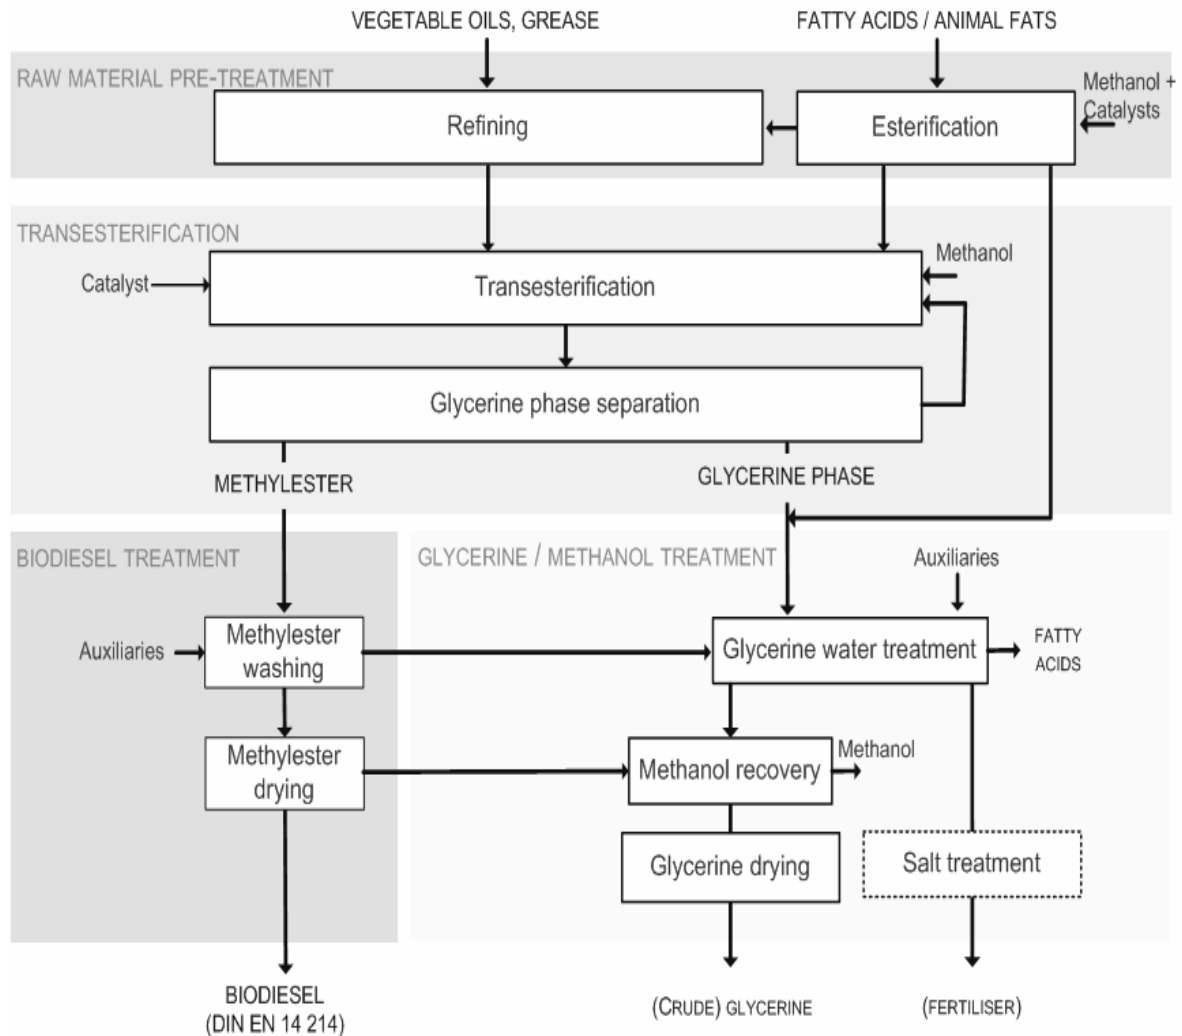 VEGETABLE OILS, GREASE
FATTY ACIDS / ANIMAL FATS
RAW MATERIAL PRE-TREATMENT
Methanol +
Catalysts
Refining
Esterification
TRANSESTERIFICATION
Methanol
Catalyst
Transesterification
Glycerine phase separation
METHYLESTER
GLYCERINE PHASE
BIODIESEL TREATMENT
GLYCERINE / METHANOL TREATMENT
Auxiliaries
Auxiliaries
Methylester
washing
Glycerine water treatment
FATTY
ACIDS
Methylester
drying
Methanol recovery
Methanol
Glycerine drying
Salt treatment
BIODIESEL
(DIN EN 14 214)
(CRUDE) GLYCERINE
(FERTILISER)